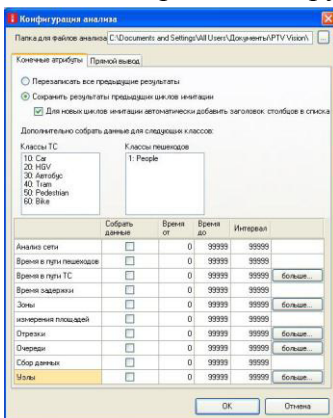 Конфигурация анализа
Папка для файлов анализа C:\Documents and Settings\All Users\Документы\PTV Vision\ ...
Конечные атрибуты Прямой вывод
Перезаписать все предыдущие результаты
Сохранить результаты предыдущих циклов имитации
Для новых циклов имитации автоматически добавить заголовок столбцов в списка
Дополнительно собрать данные для следующих классов:
Классы ТС Классы пешеходов
10: Car 1: People
20: HGV
30: Автобус
40: Tram
50: Pedestrian
60: Bike
Собрать данные Время от Время до Интервал
Анализ сети 0 99999 99999
Время в пути пешеходов 0 99999 99999
Время в пути ТС 0 99999 99999 больше...
Время задержки 0 99999 99999
Зоны 0 99999 99999 больше...
измерения площадей 0 99999 99999
Отрезки 0 99999 99999 больше...
Очереди 0 99999 99999 больше...
Сбор данных 0 99999 99999
Узлы 0 99999 99999 больше...
OK Отмена